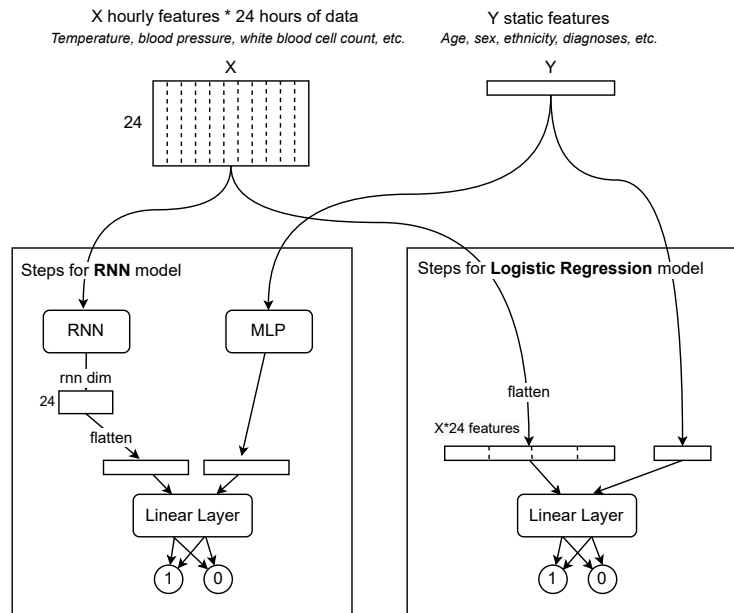 X hourly features * 24 hours of data
Temperature, blood pressure, white blood cell count, etc.
Y static features
Age, sex, ethnicity, diagnoses, etc.
X
Y
24
Steps for RNN model
RNN
MLP
rnn dim
24
flatten
Linear Layer
1
0
Steps for Logistic Regression model
flatten
X*24 features
Linear Layer
1
0